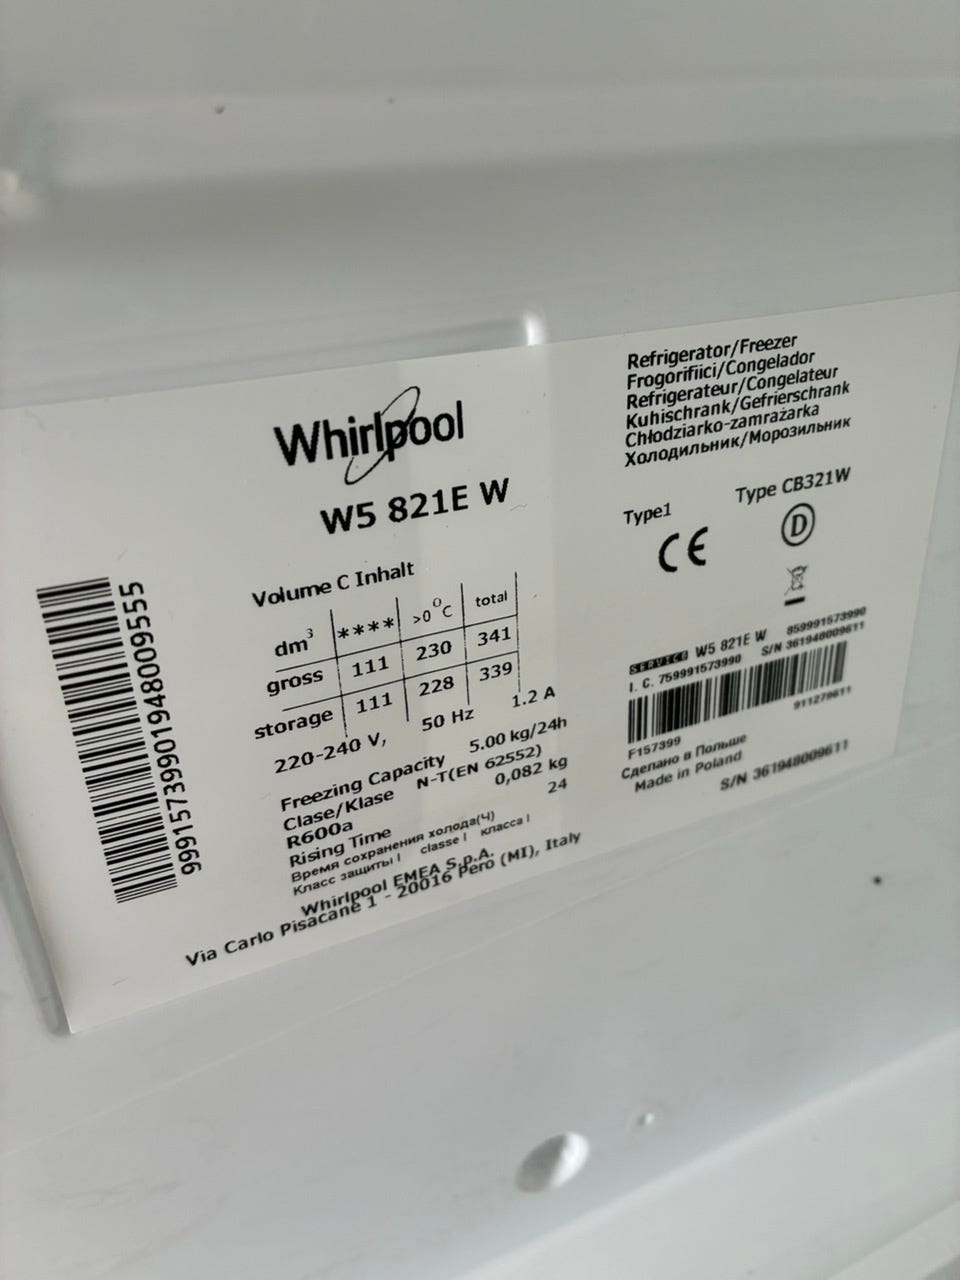 Whirlpool
W5 821E W
Volume C Inhalt
dm³ **** >0°C total
gross 111 230 341
storage 111 228 339
220-240 V, 50 Hz 1.2 A
Freezing Capacity 5.00 kg/24h
Clase/Klase N-T(EN 62552)
R600a 0,082 kg
Rising Time 24
Время сохранения холода(Ч)
Класс защиты I classe I класса I
Whirlpool EMEA S.p.A.
Via Carlo Pisacane 1 - 20016 Pero (MI), Italy
999157399901948009555
Refrigerator/Freezer
Frogorifiici/Congelador
Refrigerateur/Congelateur
Kuhischrank/Gefrierschrank
Chłodziarko-zamrażarka
Холодильник/Морозильник
Type1 Type CB321W
CE D
SERVICE W5 821E W 859991573990
I. C. 759991573990 S/N 361948009611
911279611
F157399
Сделано в Польше
Made in Poland
S/N 361948009611